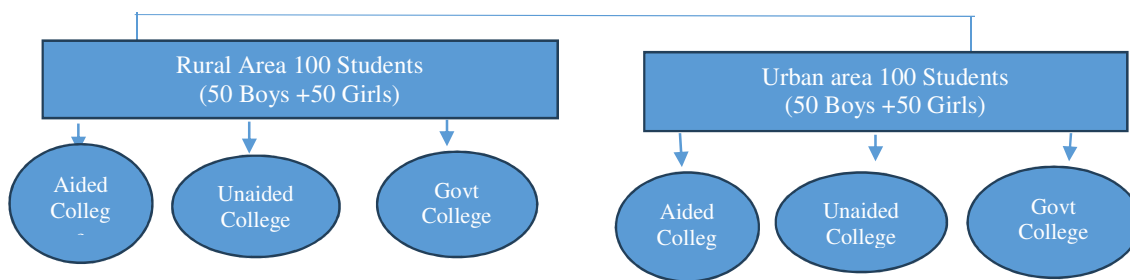 Rural Area 100 Students
(50 Boys +50 Girls)
Urban area 100 Students
(50 Boys +50 Girls)
Aided
Colleg
Unaided
College
Govt
College
Aided
Colleg
Unaided
College
Govt
College